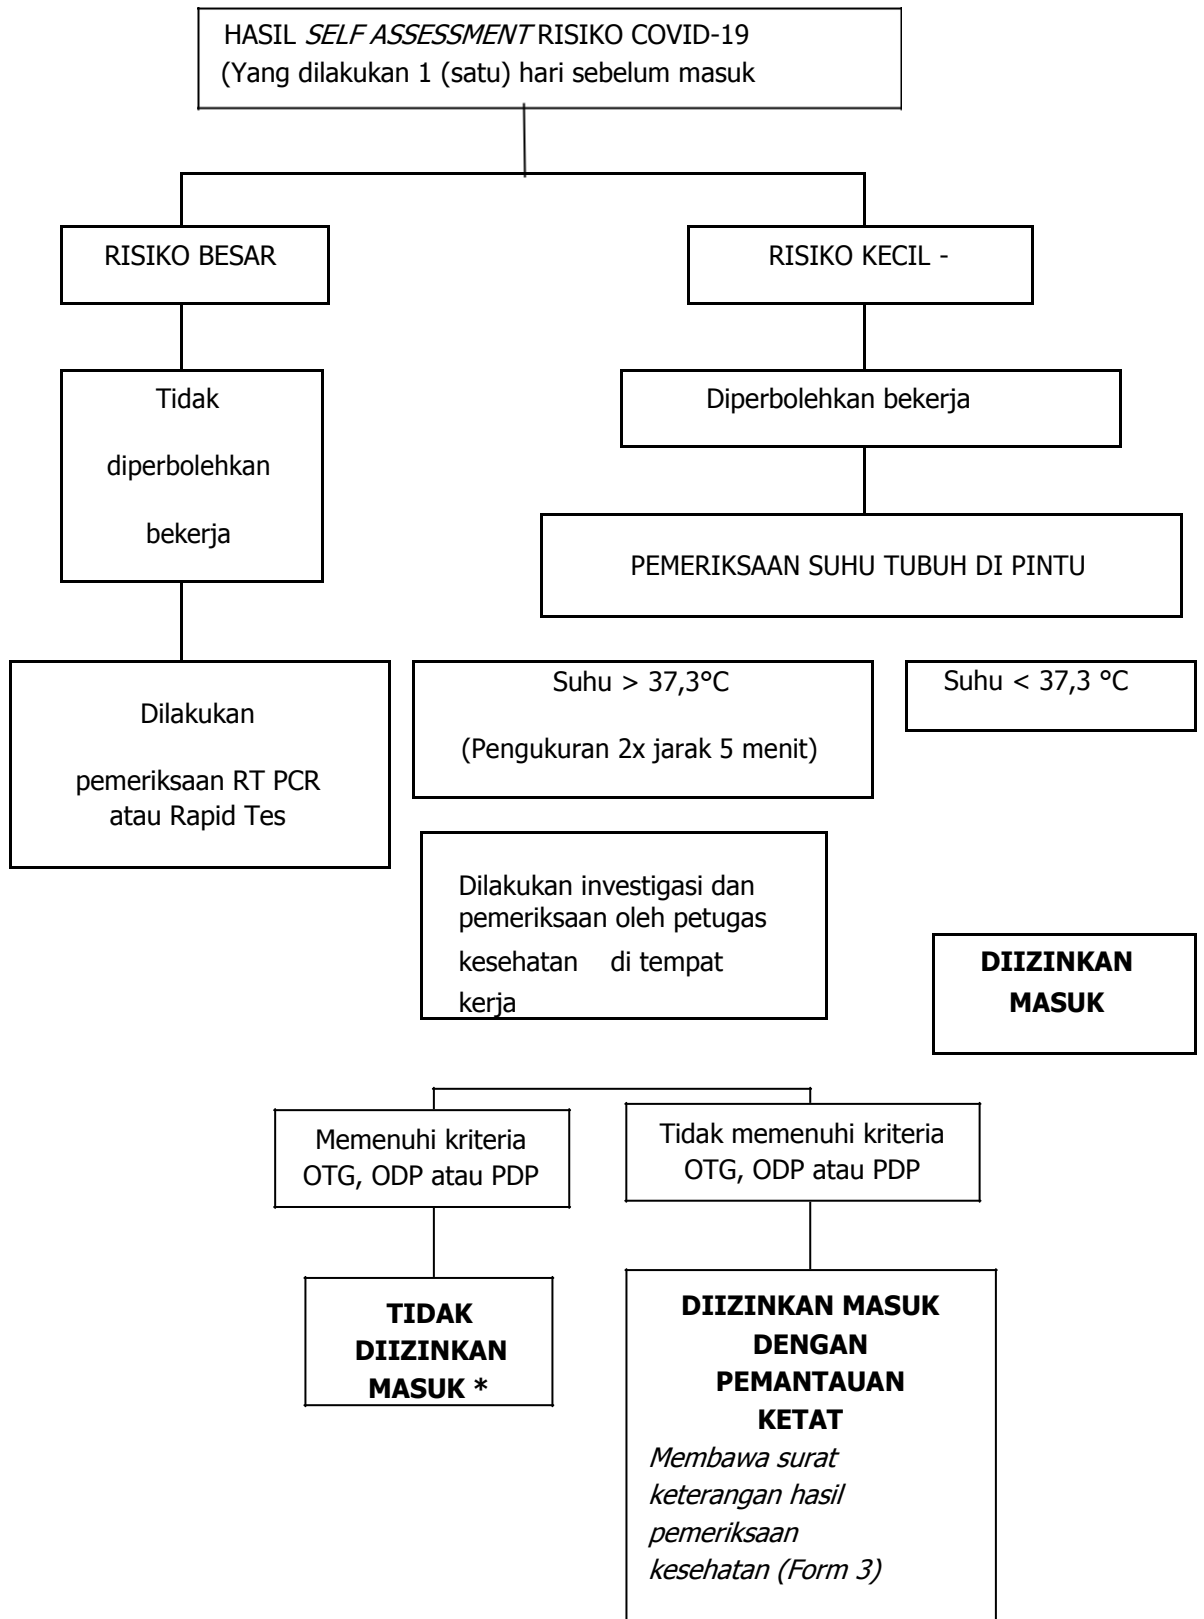 HASIL SELF ASSESSMENT RISIKO COVID-19
(Yang dilakukan 1 (satu) hari sebelum masuk
RISIKO BESAR
RISIKO KECIL -
Tidak
diperbolehkan
bekerja
Diperbolehkan bekerja
PEMERIKSAAN SUHU TUBUH DI PINTU
Dilakukan
pemeriksaan RT PCR
atau Rapid Tes
Suhu > 37,3°C
(Pengukuran 2x jarak 5 menit)
Suhu < 37,3 °C
Dilakukan investigasi dan
pemeriksaan oleh petugas
kesehatan di tempat
kerja
DIIZINKAN
MASUK
Memenuhi kriteria
OTG, ODP atau PDP
Tidak memenuhi kriteria
OTG, ODP atau PDP
TIDAK
DIIZINKAN
MASUK *
DIIZINKAN MASUK
DENGAN
PEMANTAUAN
KETAT
Membawa surat
keterangan hasil
pemeriksaan
kesehatan (Form 3)